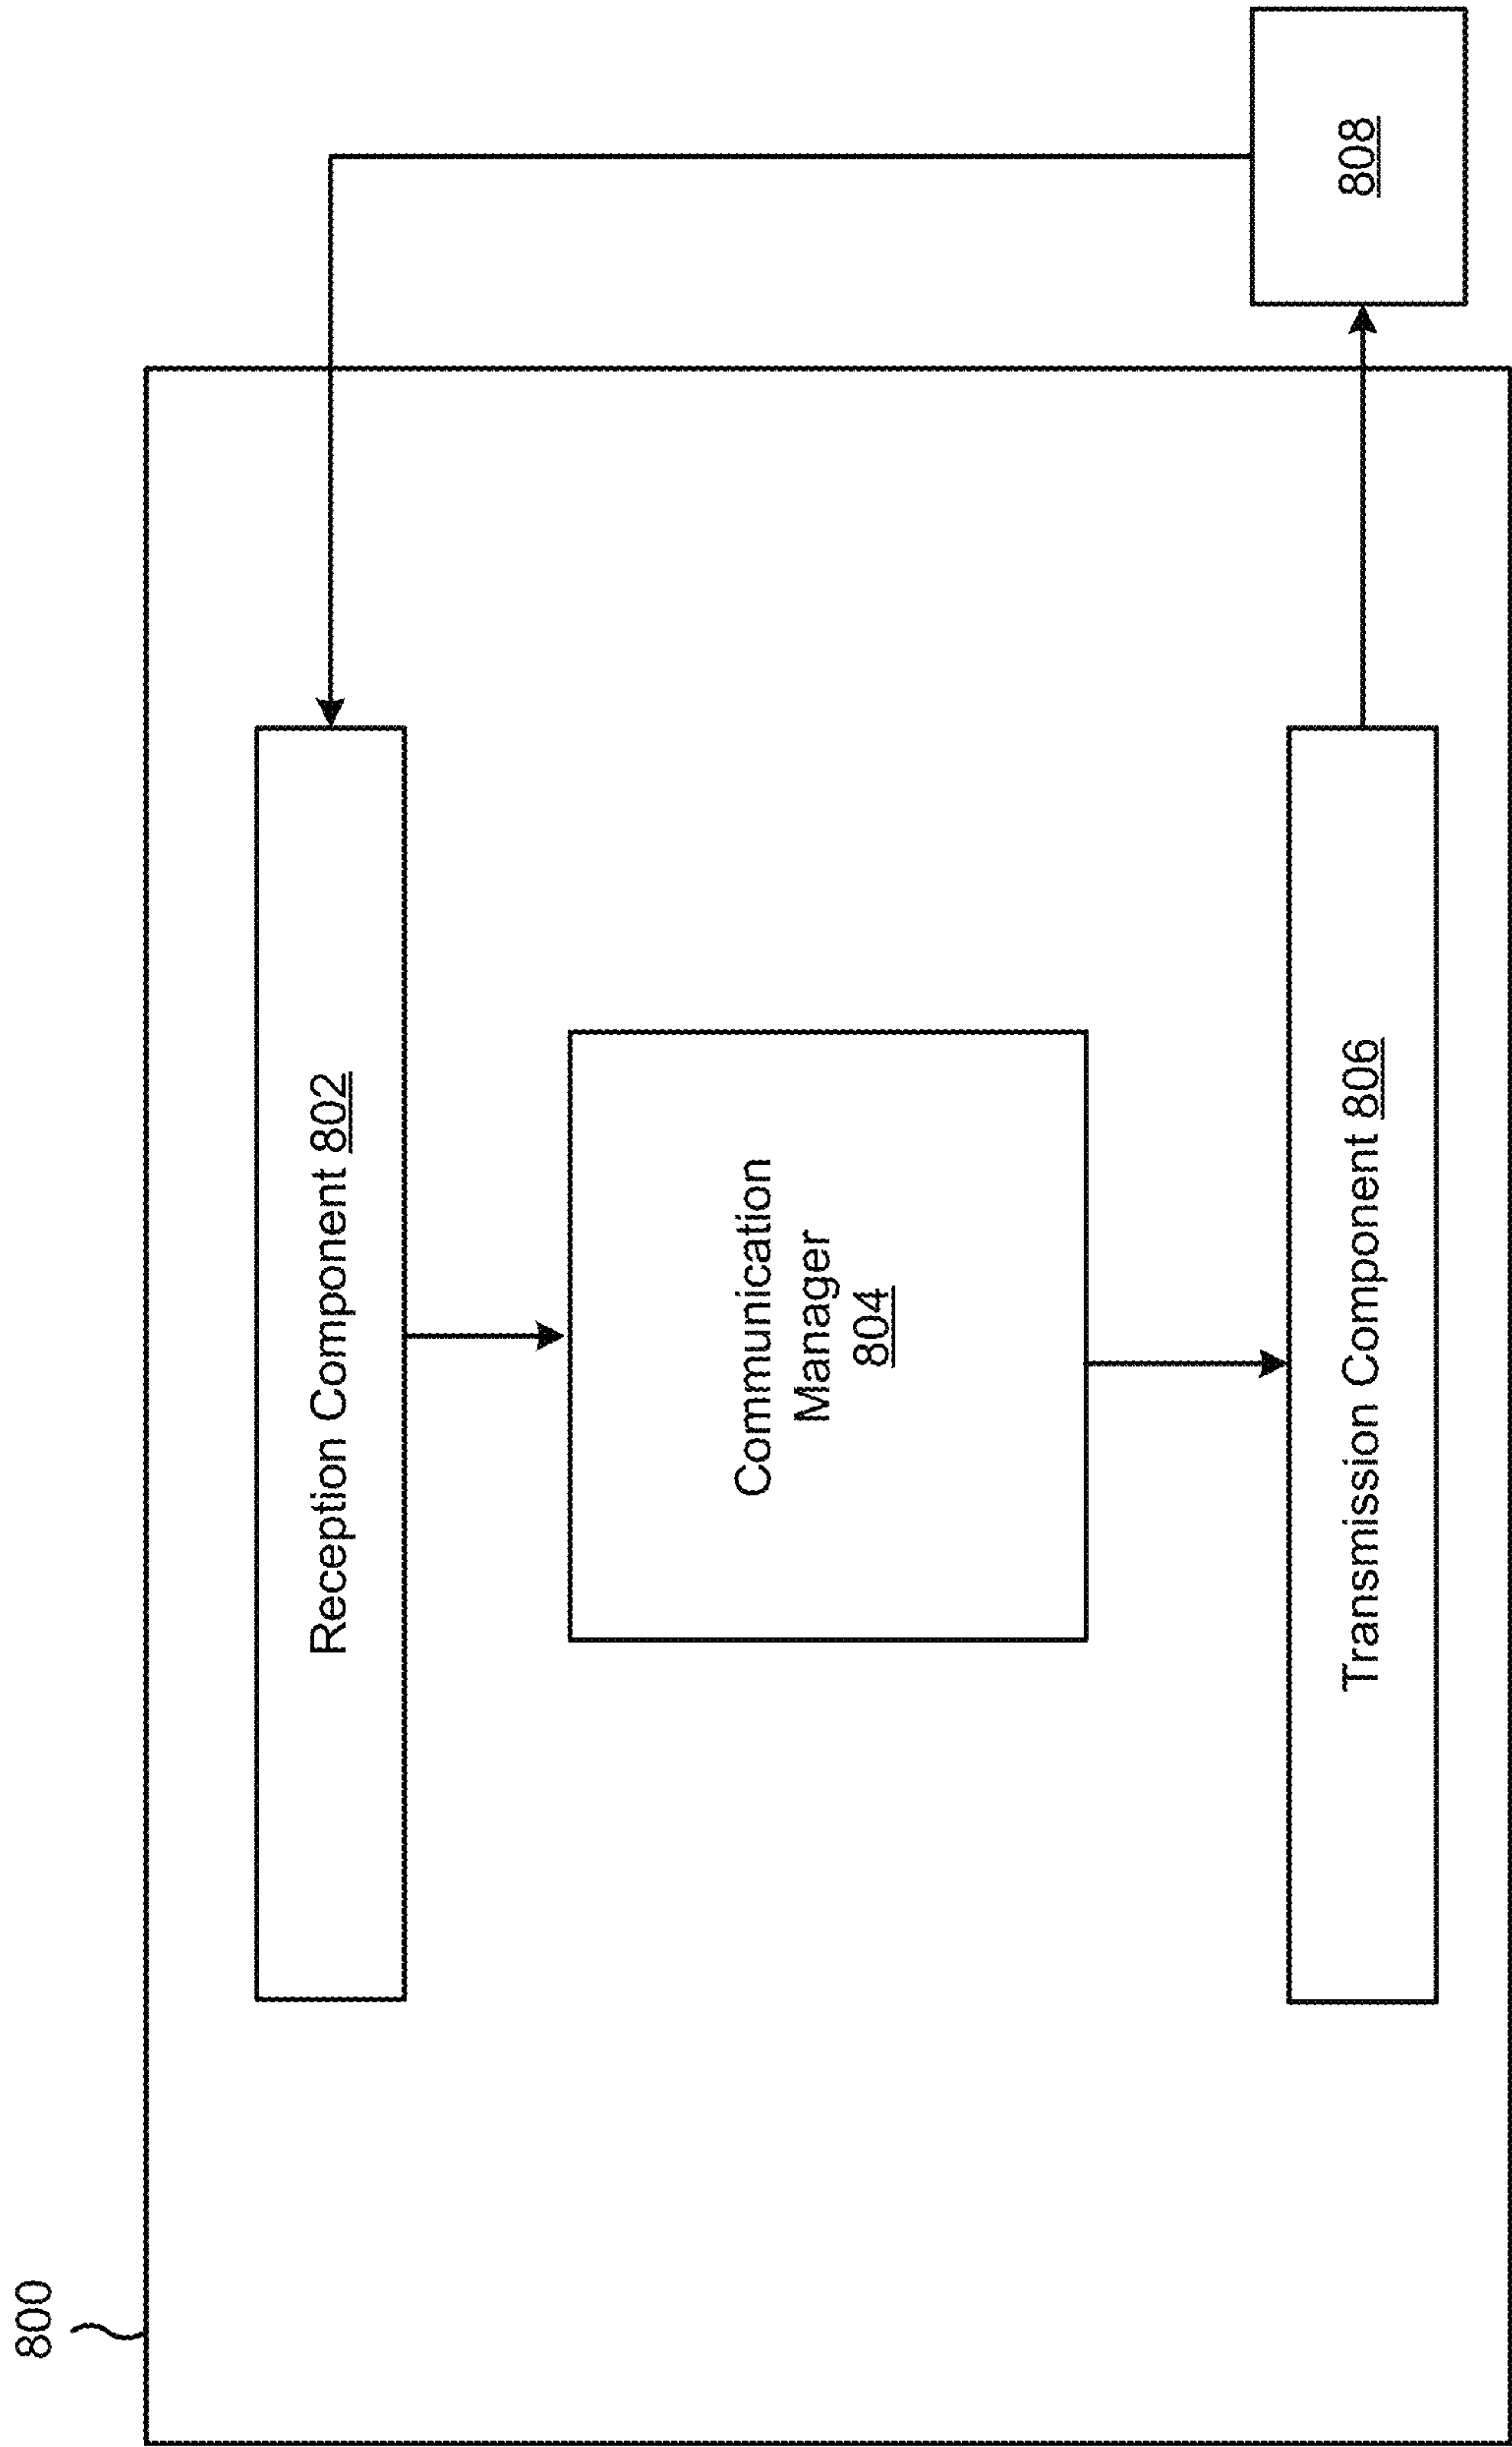 800
Reception Component 802
Communication
Manager
804
Transmission Component 806
808